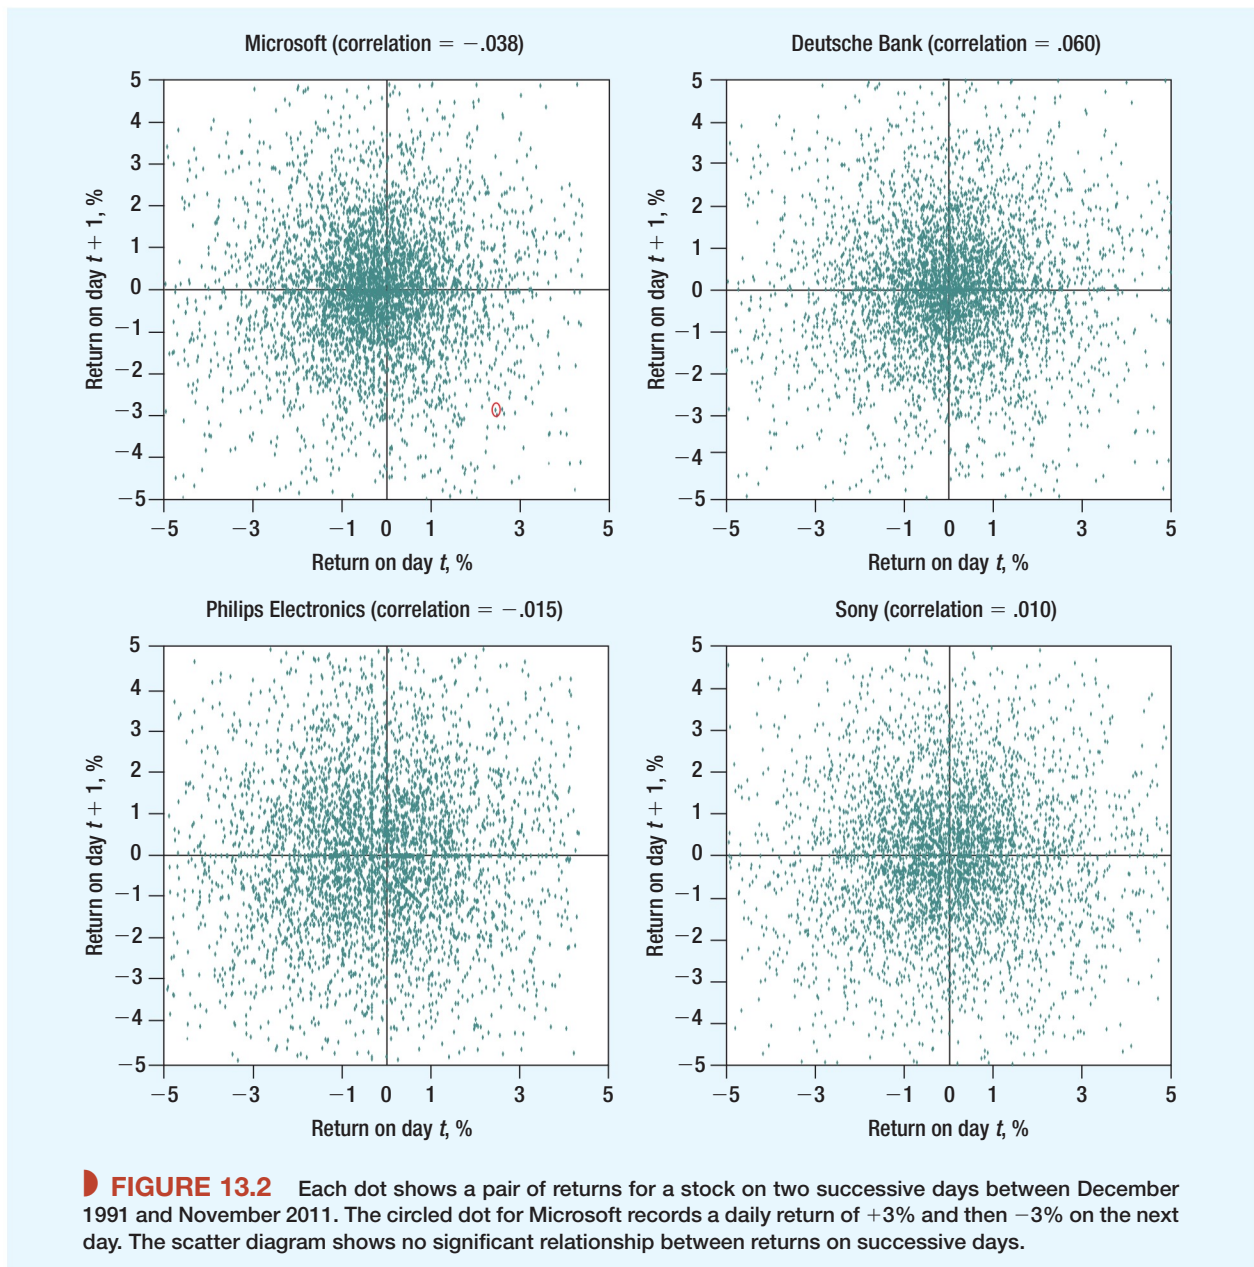 Microsoft (correlation = −.038)
5
4
3
2
1
0
−1
−2
−3
−4
−5
Return on day t + 1, %
−5 −3 −1 0 1 3 5
Return on day t, %
Deutsche Bank (correlation = .060)
5
4
3
2
1
0
−1
−2
−3
−4
−5
Return on day t + 1, %
−5 −3 −1 0 1 3 5
Return on day t, %
Philips Electronics (correlation = −.015)
5
4
3
2
1
0
−1
−2
−3
−4
−5
Return on day t + 1, %
−5 −3 −1 0 1 3 5
Return on day t, %
Sony (correlation = .010)
5
4
3
2
1
0
−1
−2
−3
−4
−5
Return on day t + 1, %
−5 −3 −1 0 1 3 5
Return on day t, %
FIGURE 13.2 Each dot shows a pair of returns for a stock on two successive days between December
1991 and November 2011. The circled dot for Microsoft records a daily return of +3% and then −3% on the next
day. The scatter diagram shows no significant relationship between returns on successive days.